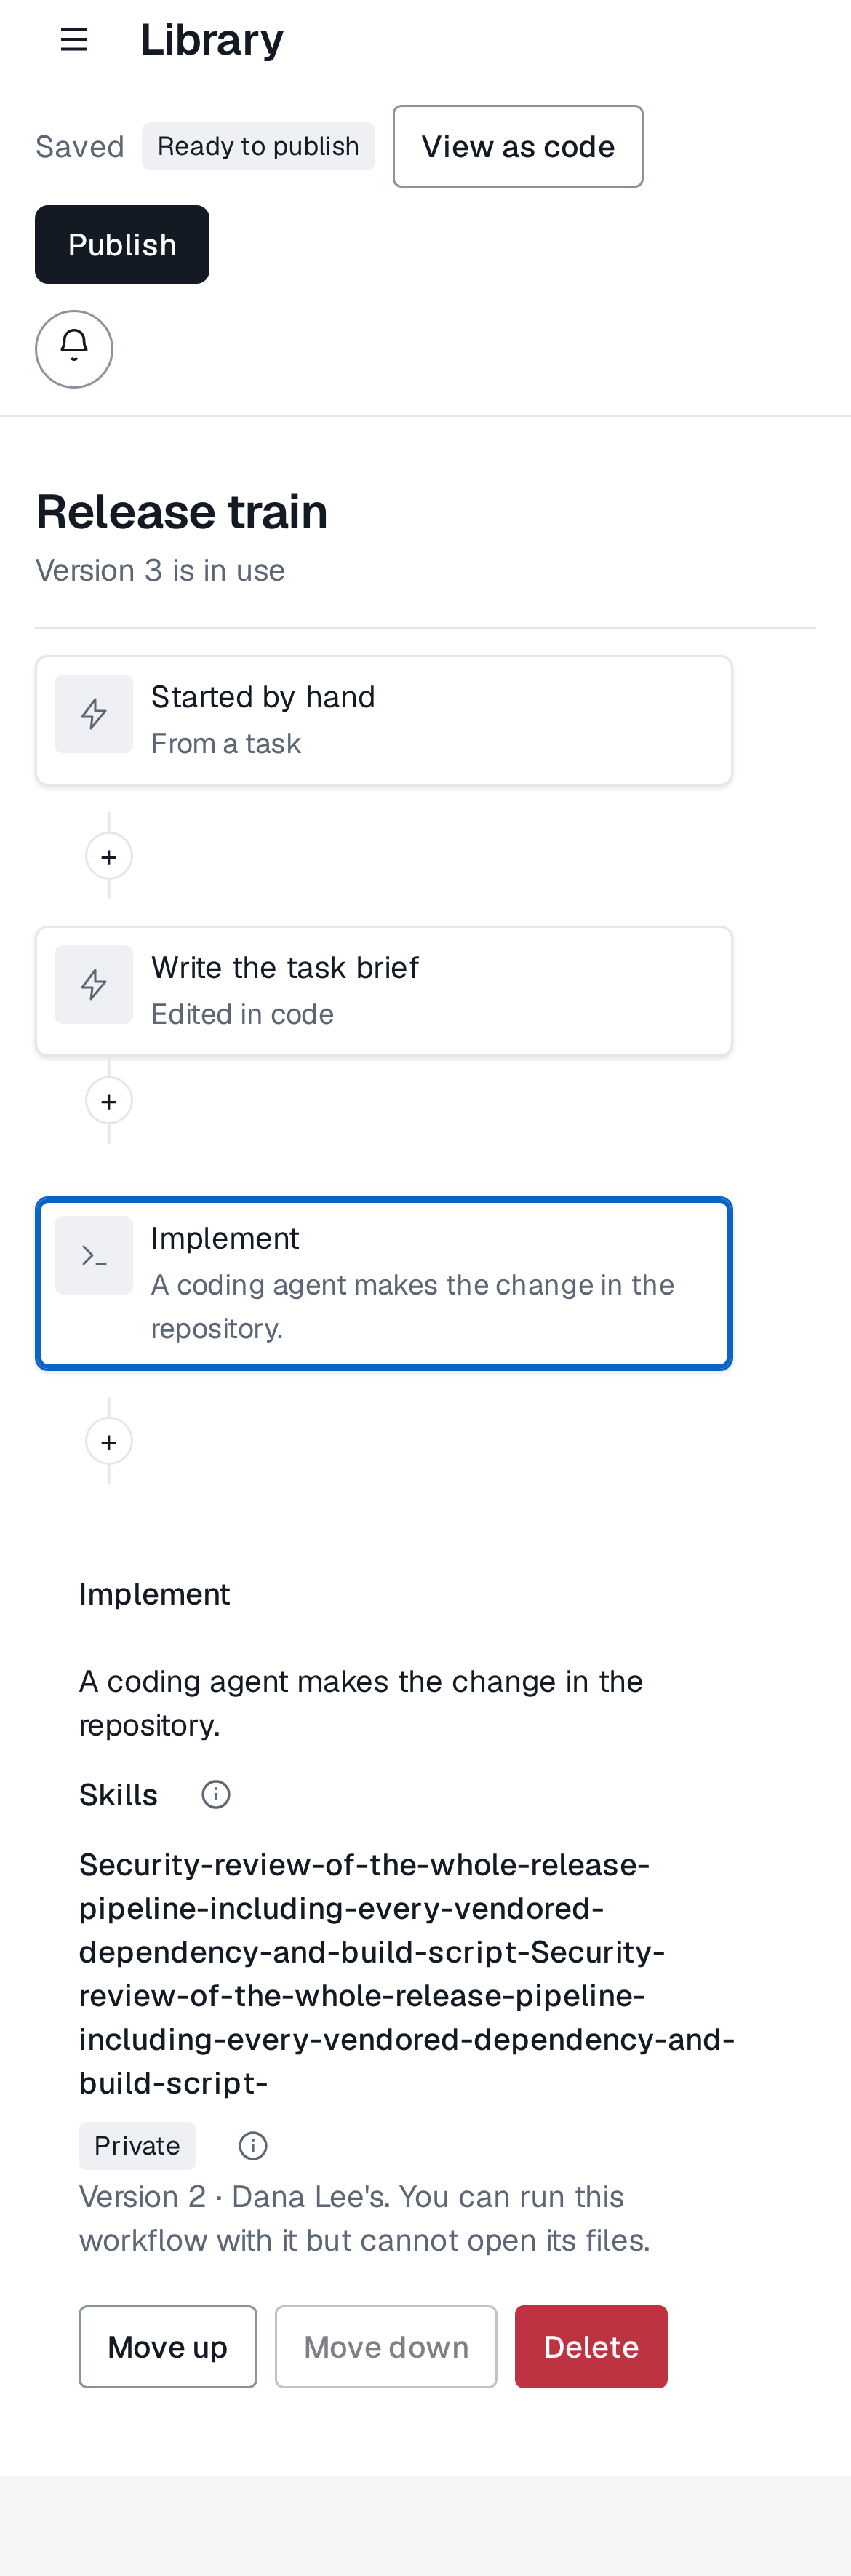 Library
Saved
Ready to publish
View as code
Publish
Release train
Version 3 is in use
Started by hand
From a task
+
Write the task brief
Edited in code
+
Implement
A coding agent makes the change in the
repository.
+
Implement
A coding agent makes the change in the
repository.
Skills
Security-review-of-the-whole-release-
pipeline-including-every-vendored-
dependency-and-build-script-Security-
review-of-the-whole-release-pipeline-
including-every-vendored-dependency-and-
build-script-
Private
Version 2 · Dana Lee's. You can run this
workflow with it but cannot open its files.
Move up
Move down
Delete